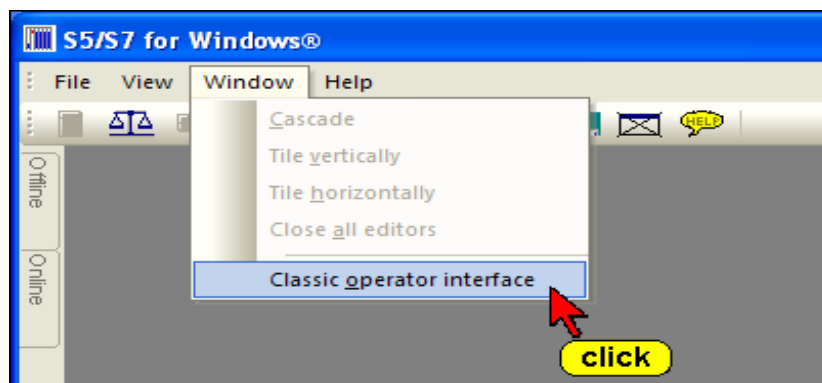 S5/S7 for Windows®
File View Window Help
Cascade
HELP
Tile vertically
Offline
Tile horizontally
Close all editors
Online
Classic operator interface
click